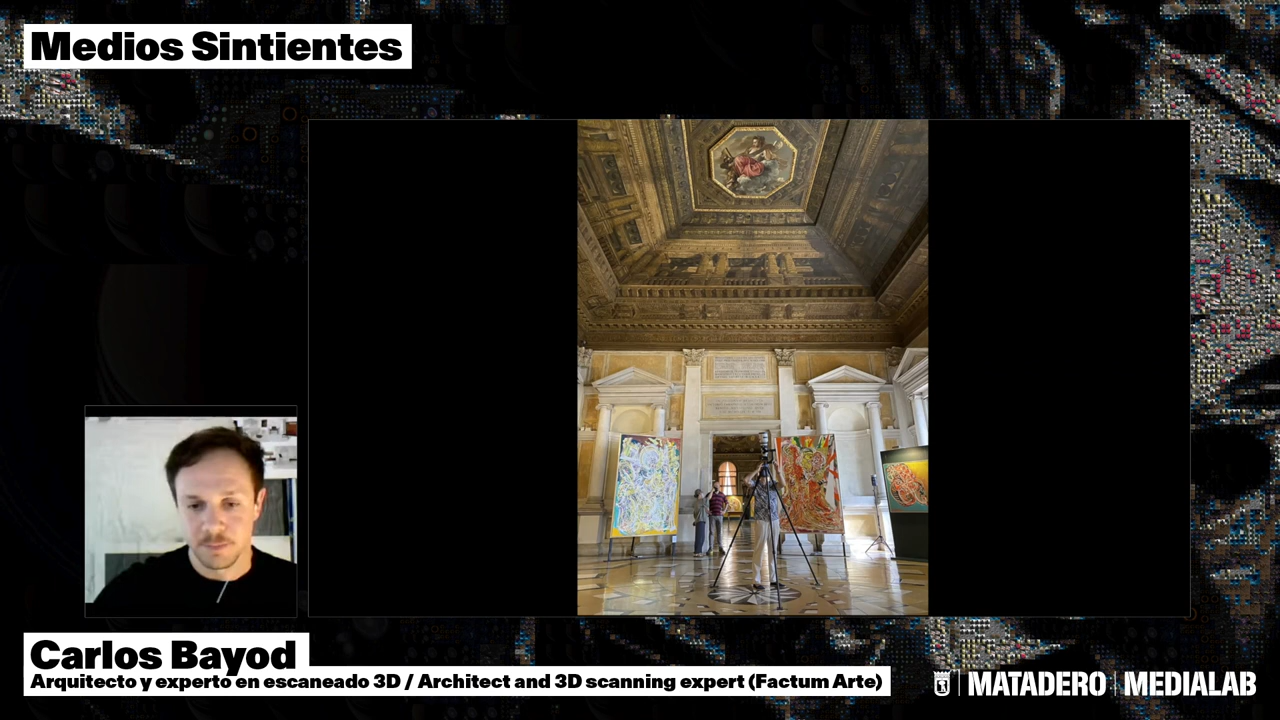 Medios Sintientes
Carlos Bayod
Arquitecto y experto en escaneado 3D / Architect and 3D scanning expert (Factum Arte)
MATADERO | MEDIALAB